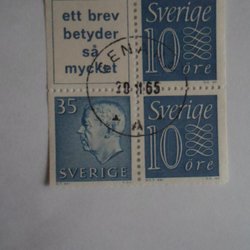 ett brev
betyder
så
mycket
Sverige
10
öre
35
SVERIGE
Sverige
10
öre